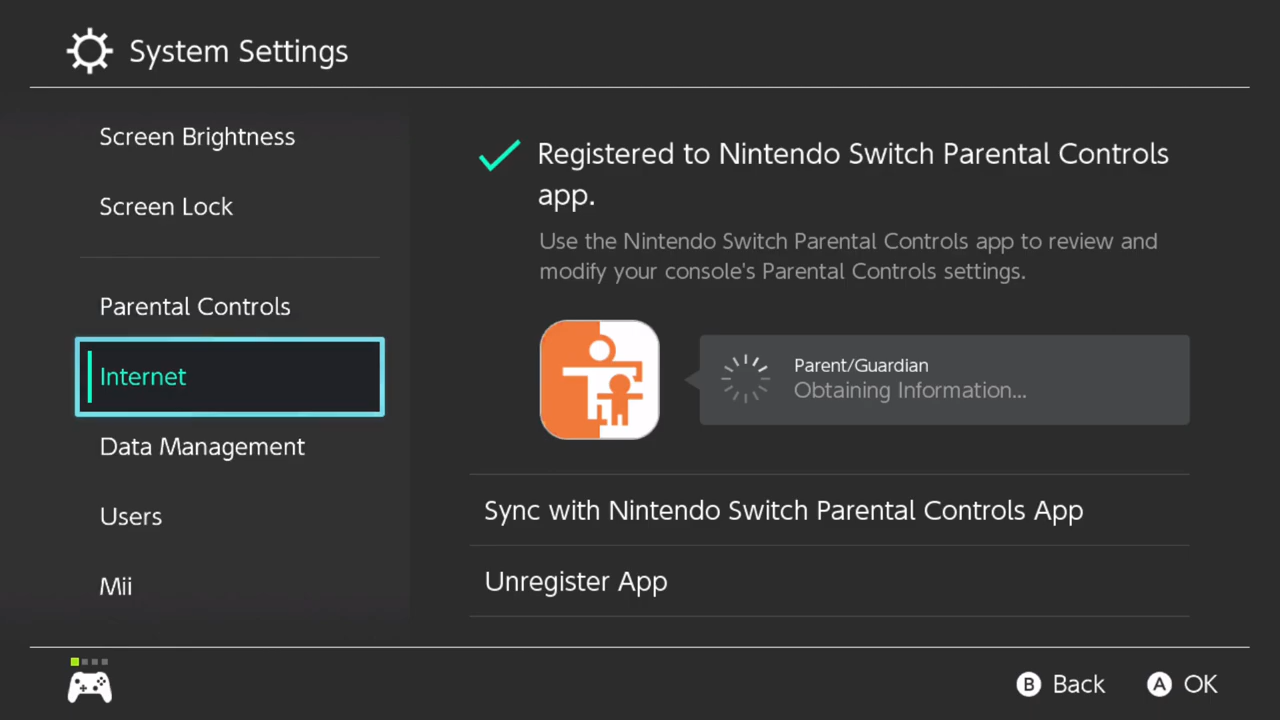 System Settings
Screen Brightness
Screen Lock
Parental Controls
Internet
Data Management
Users
Mii
Registered to Nintendo Switch Parental Controls
app.
Use the Nintendo Switch Parental Controls app to review and
modify your console's Parental Controls settings.
Parent/Guardian
Obtaining Information...
Sync with Nintendo Switch Parental Controls App
Unregister App
B Back
A OK